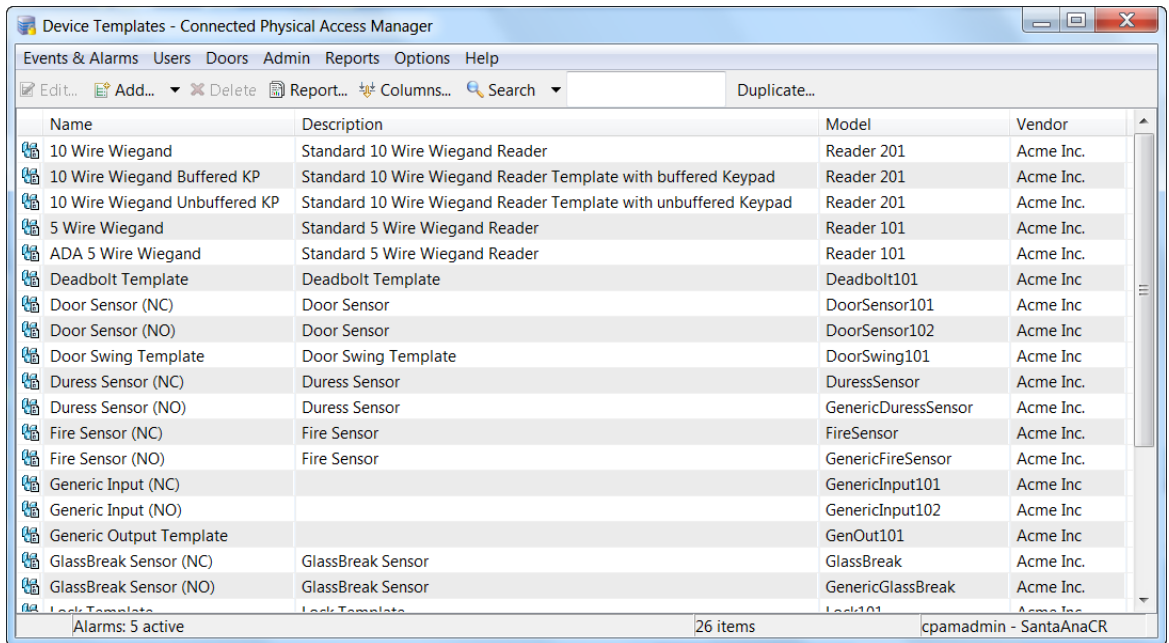 Device Templates - Connected Physical Access Manager
Events & Alarms Users Doors Admin Reports Options Help
Edit... Add... Delete Report... Columns... Search Duplicate...
Name Description Model Vendor
10 Wire Wiegand Standard 10 Wire Wiegand Reader Reader 201 Acme Inc.
10 Wire Wiegand Buffered KP Standard 10 Wire Wiegand Reader Template with buffered Keypad Reader 201 Acme Inc.
10 Wire Wiegand Unbuffered KP Standard 10 Wire Wiegand Reader Template with unbuffered Keypad Reader 201 Acme Inc.
5 Wire Wiegand Standard 5 Wire Wiegand Reader Reader 101 Acme Inc.
ADA 5 Wire Wiegand Standard 5 Wire Wiegand Reader Reader 101 Acme Inc.
Deadbolt Template Deadbolt Template Deadbolt101 Acme Inc
Door Sensor (NC) Door Sensor DoorSensor101 Acme Inc
Door Sensor (NO) Door Sensor DoorSensor102 Acme Inc
Door Swing Template Door Swing Template DoorSwing101 Acme Inc
Duress Sensor (NC) Duress Sensor DuressSensor Acme Inc.
Duress Sensor (NO) Duress Sensor GenericDuressSensor Acme Inc.
Fire Sensor (NC) Fire Sensor FireSensor Acme Inc.
Fire Sensor (NO) Fire Sensor GenericFireSensor Acme Inc.
Generic Input (NC) GenericInput101 Acme Inc
Generic Input (NO) GenericInput102 Acme Inc
Generic Output Template GenOut101 Acme Inc
GlassBreak Sensor (NC) GlassBreak Sensor GlassBreak Acme Inc.
GlassBreak Sensor (NO) GlassBreak Sensor GenericGlassBreak Acme Inc.
Lock Template Lock Template Lock101 Acme Inc
Alarms: 5 active 26 items cpamadmin - SantaAnaCR